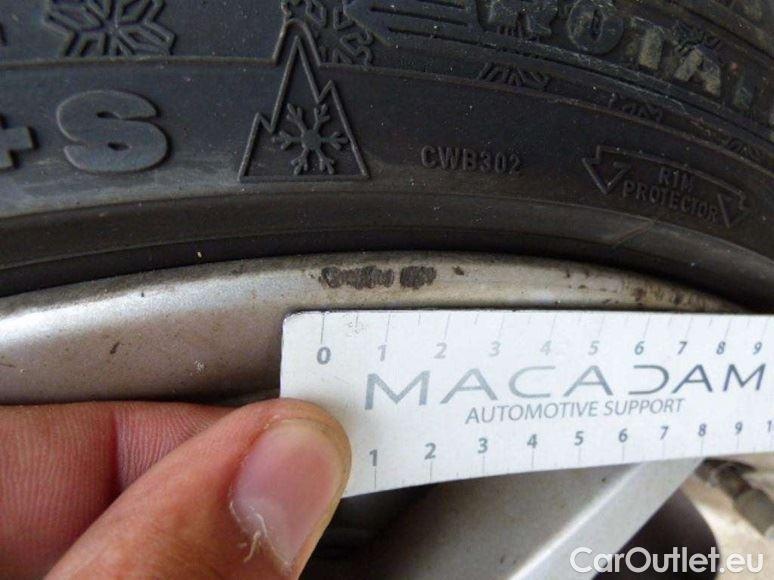 ROTA
+S
CWB302
RIM
PROTECTOR
0 1 2 3 4 5 6 7 8 9
MACADAM
AUTOMOTIVE SUPPORT
1 2 3 4 5 6 7 8 9
CarOutlet.eu